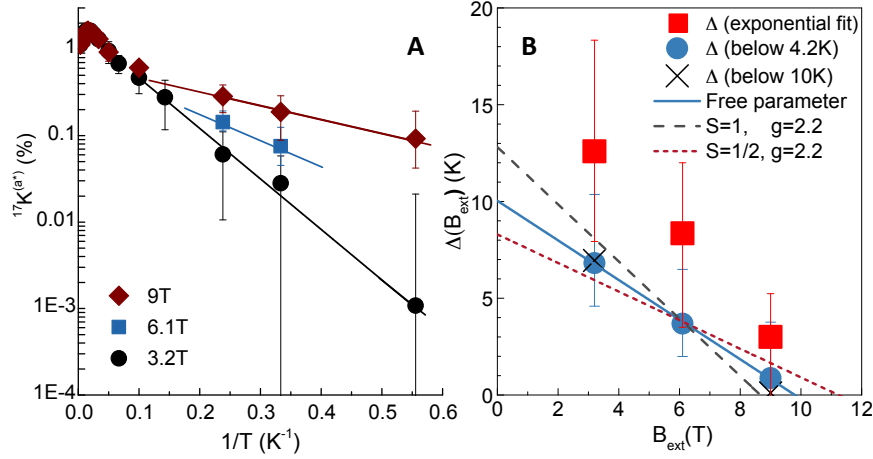 A
1
0.1
0.01
1E-3
1E-4
¹⁷K⁽ᵃ*⁾ (%)
9T
6.1T
3.2T
0.0 0.1 0.2 0.3 0.4 0.5 0.6
1/T (K⁻¹)
B
20
15
10
5
0
Δ(B_ext) (K)
Δ (exponential fit)
Δ (below 4.2K)
Δ (below 10K)
Free parameter
S=1, g=2.2
S=1/2, g=2.2
0 2 4 6 8 10 12
B_ext(T)